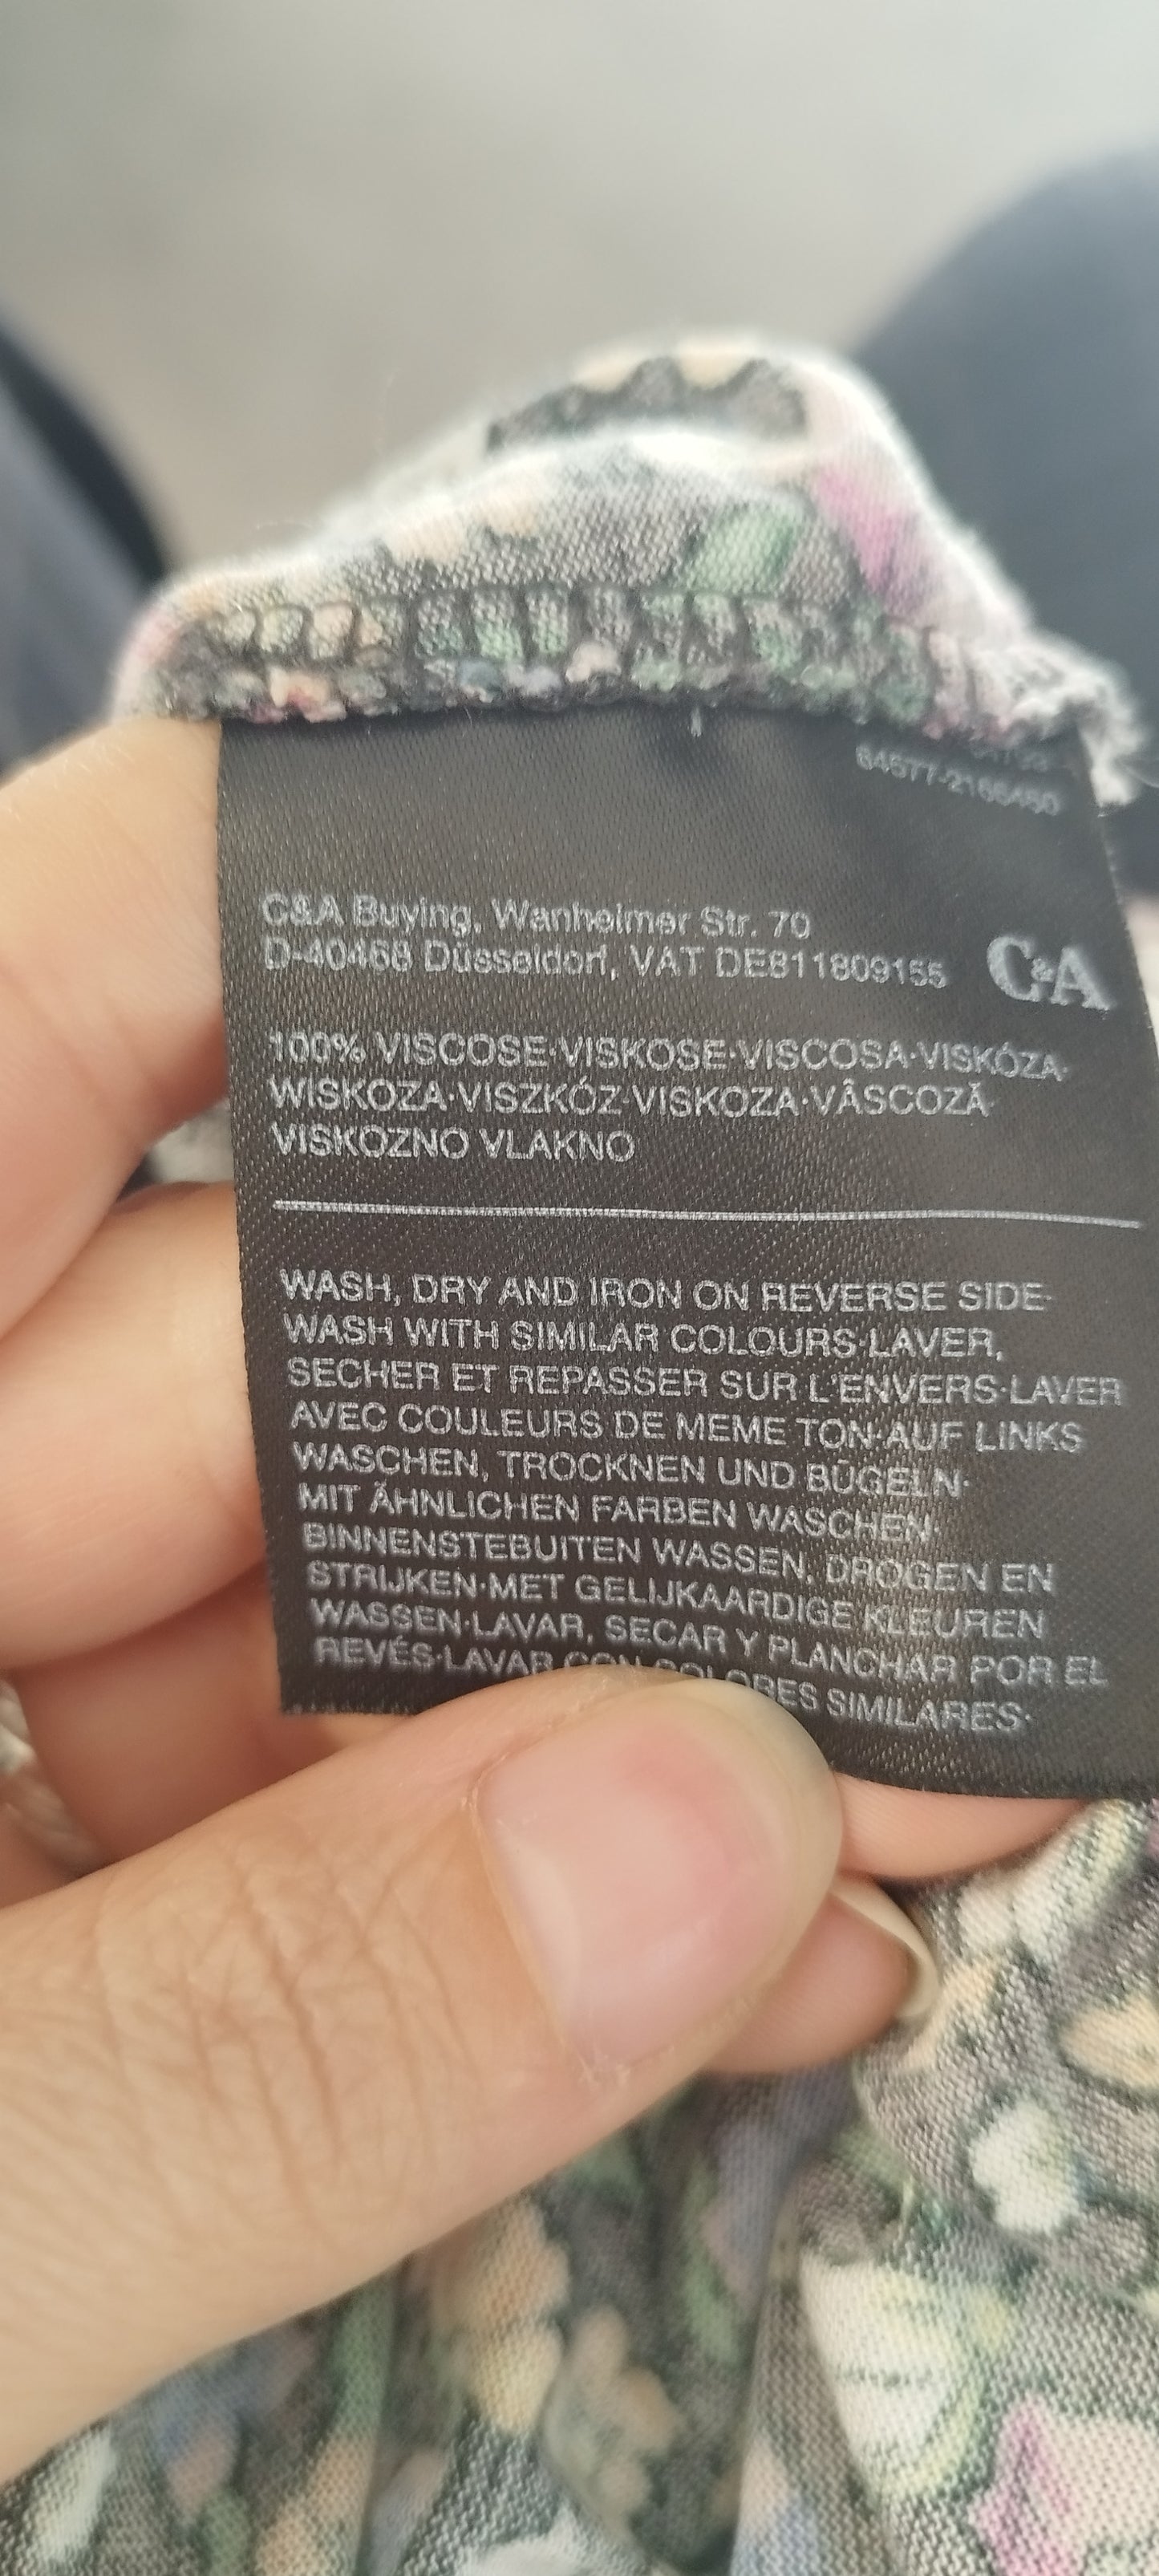 C&A Buying, Wanheimer Str. 70
D-40468 Düsseldorf, VAT DE811809155
C&A
100% VISCOSE·VISKOSE·VISCOSA·VISKÓZA·
WISKOZA·VISZKÓZ·VISKOZA·VÂSCOZĂ·
VISKOZNO VLAKNO
WASH, DRY AND IRON ON REVERSE SIDE·
WASH WITH SIMILAR COLOURS·LAVER,
SECHER ET REPASSER SUR L'ENVERS·LAVER
AVEC COULEURS DE MEME TON·AUF LINKS
WASCHEN, TROCKNEN UND BÜGELN·
MIT ÄHNLICHEN FARBEN WASCHEN·
BINNENSTEBUITEN WASSEN, DROGEN EN
STRIJKEN·MET GELIJKAARDIGE KLEUREN
WASSEN·LAVAR, SECAR Y PLANCHAR POR EL
REVÉS·LAVAR CON COLORES SIMILARES·